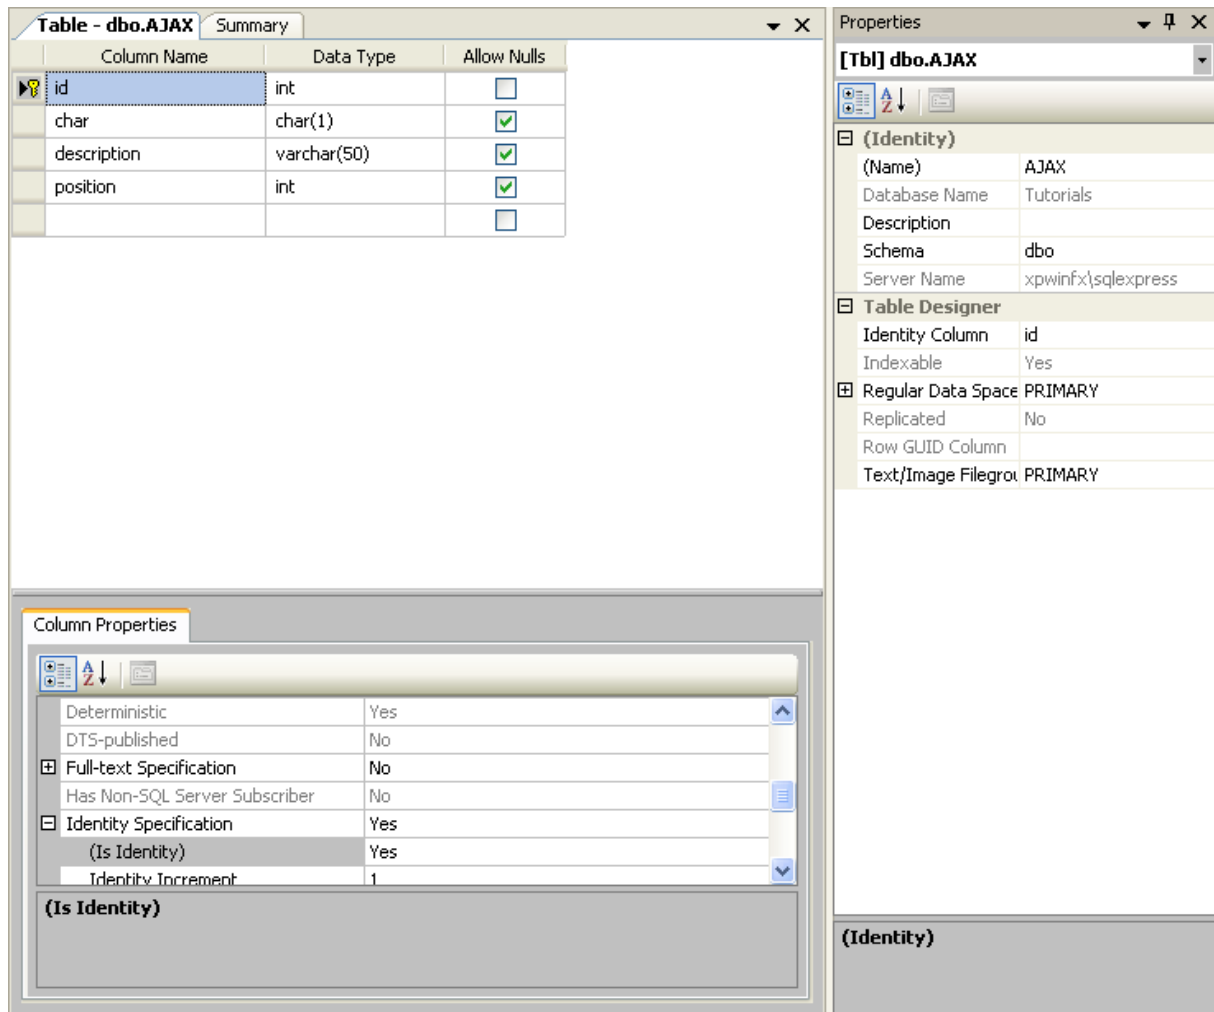 Table - dbo.AJAX Summary
Column Name Data Type Allow Nulls
id int
char char(1)
description varchar(50)
position int
Column Properties
Deterministic Yes
DTS-published No
Full-text Specification No
Has Non-SQL Server Subscriber No
Identity Specification Yes
(Is Identity) Yes
Identity Increment 1
(Is Identity)
Properties
[Tbl] dbo.AJAX
(Identity)
(Name) AJAX
Database Name Tutorials
Description
Schema dbo
Server Name xpwinfx\sqlexpress
Table Designer
Identity Column id
Indexable Yes
Regular Data Space PRIMARY
Replicated No
Row GUID Column
Text/Image Filegrou PRIMARY
(Identity)